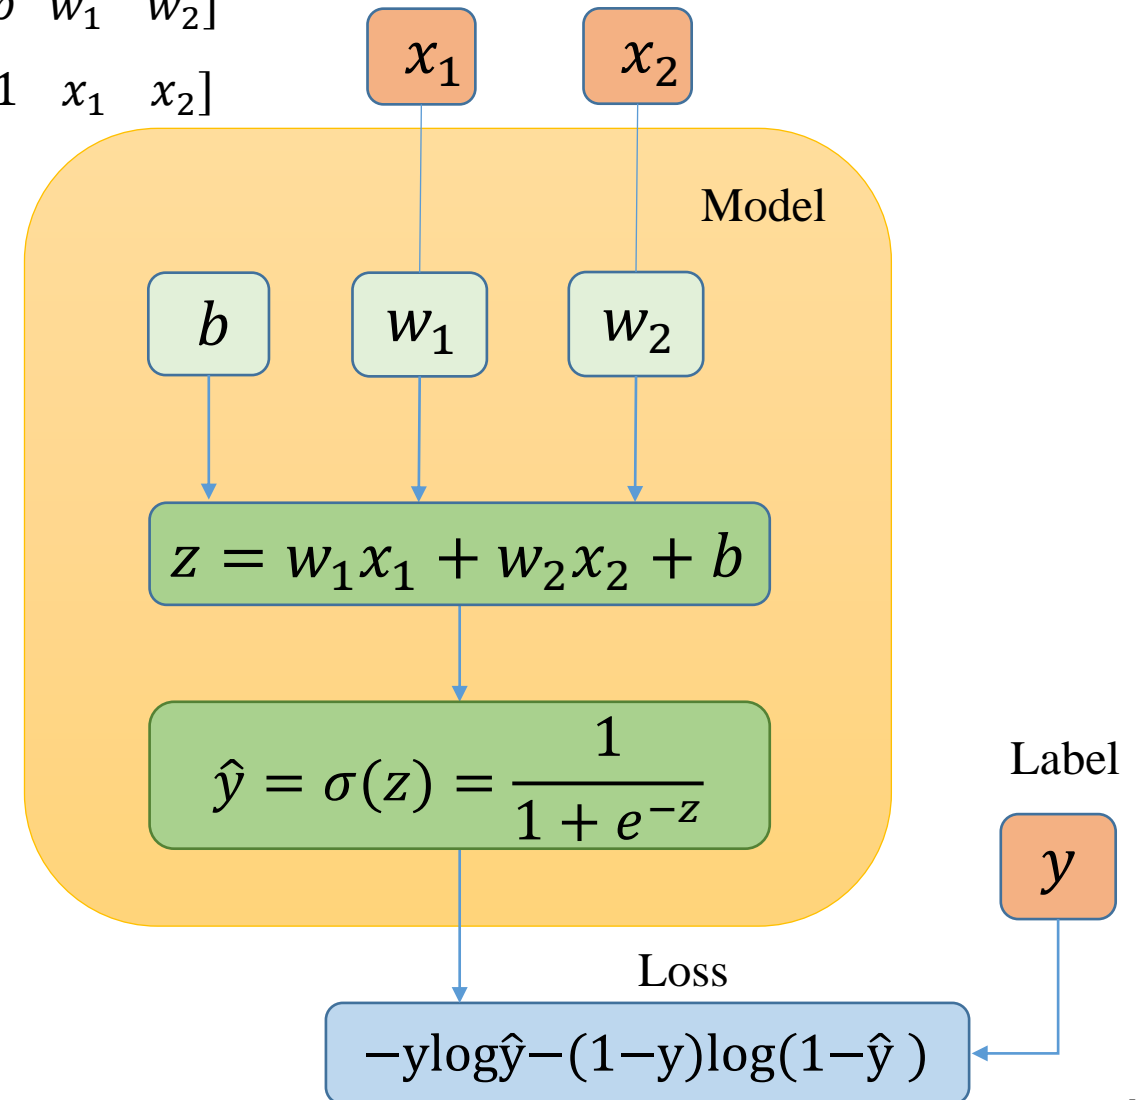 b w₁ w₂]
1 x₁ x₂]
x₁ x₂
Model
b w₁ w₂
z = w₁x₁ + w₂x₂ + b
ŷ = σ(z) = 1 / (1 + e⁻ᶻ)
Label
y
Loss
−ylogŷ−(1−y)log(1−ŷ )